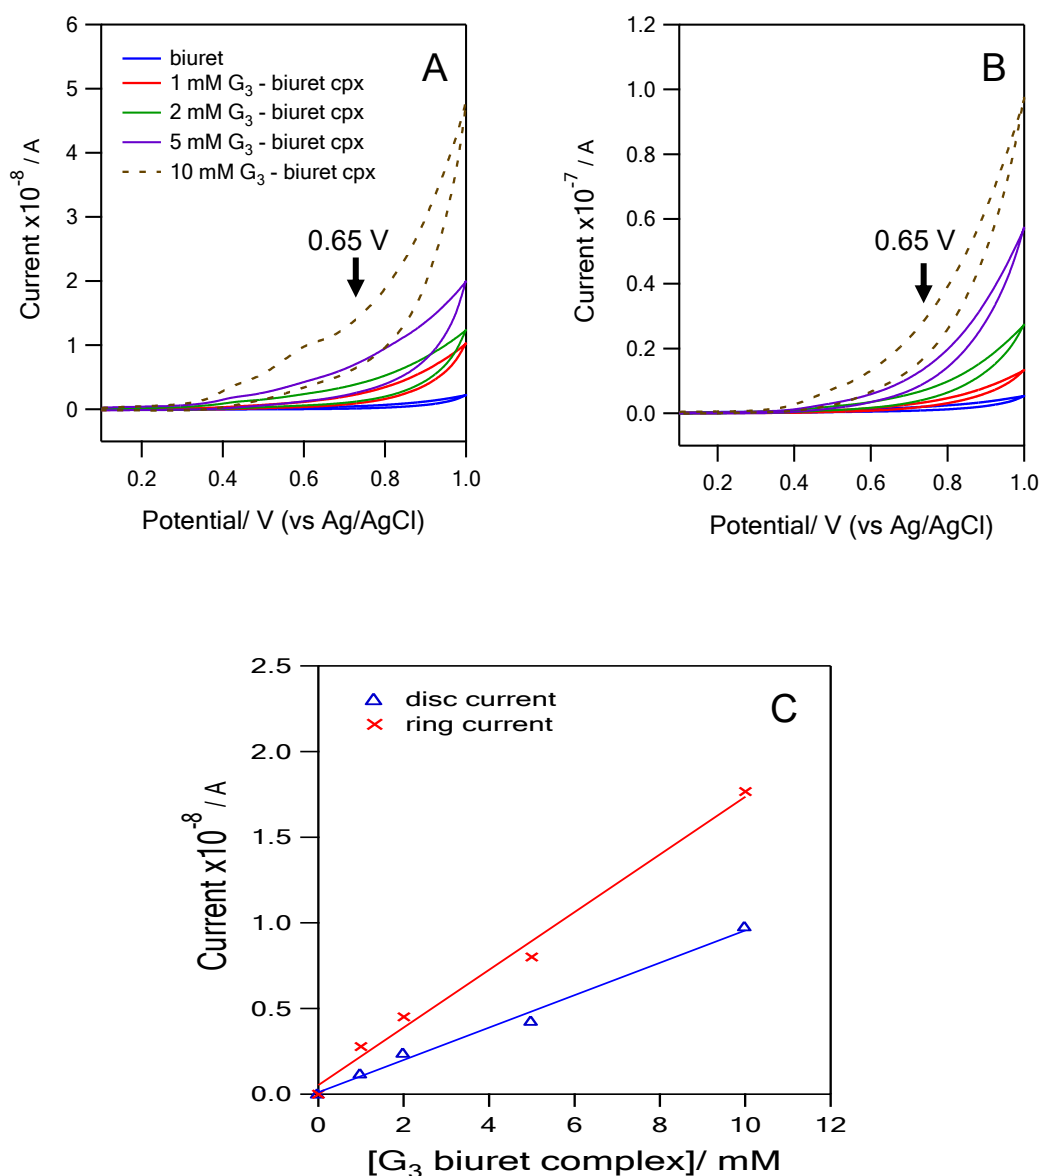 A
biuret
1 mM G₃ - biuret cpx
2 mM G₃ - biuret cpx
5 mM G₃ - biuret cpx
10 mM G₃ - biuret cpx
0.65 V
6
5
4
3
2
1
0
Current x10⁻⁸ / A
0.2 0.4 0.6 0.8 1.0
Potential/ V (vs Ag/AgCl)
B
0.65 V
1.2
1.0
0.8
0.6
0.4
0.2
0.0
Current x10⁻⁷ / A
0.2 0.4 0.6 0.8 1.0
Potential/ V (vs Ag/AgCl)
C
disc current
ring current
2.5
2.0
1.5
1.0
0.5
0.0
Current x10⁻⁸ / A
0 2 4 6 8 10 12
[G₃ biuret complex]/ mM